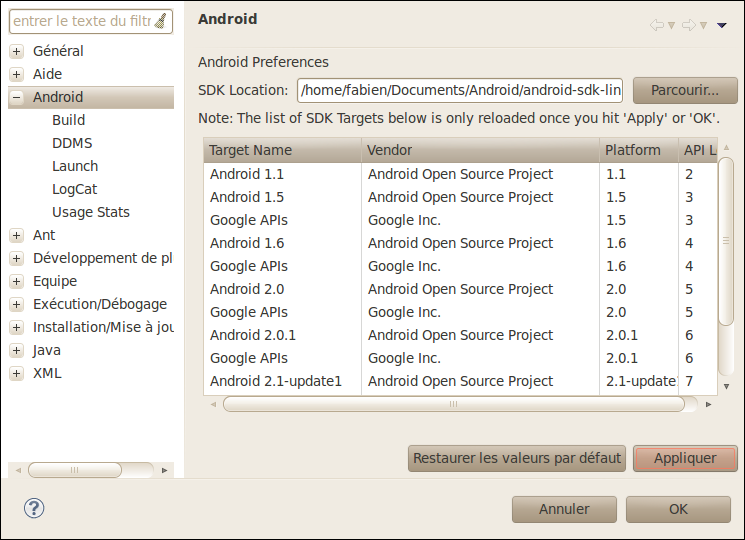 entrer le texte du filtr
Général
Aide
Android
Build
DDMS
Launch
LogCat
Usage Stats
Ant
Développement de pl
Equipe
Exécution/Débogage
Installation/Mise à jou
Java
XML
Android
Android Preferences
SDK Location: /home/fabien/Documents/Android/android-sdk-lin Parcourir...
Note: The list of SDK Targets below is only reloaded once you hit 'Apply' or 'OK'.
Target Name Vendor Platform API L
Android 1.1 Android Open Source Project 1.1 2
Android 1.5 Android Open Source Project 1.5 3
Google APIs Google Inc. 1.5 3
Android 1.6 Android Open Source Project 1.6 4
Google APIs Google Inc. 1.6 4
Android 2.0 Android Open Source Project 2.0 5
Google APIs Google Inc. 2.0 5
Android 2.0.1 Android Open Source Project 2.0.1 6
Google APIs Google Inc. 2.0.1 6
Android 2.1-update1 Android Open Source Project 2.1-update 7
Restaurer les valeurs par défaut Appliquer
? Annuler OK